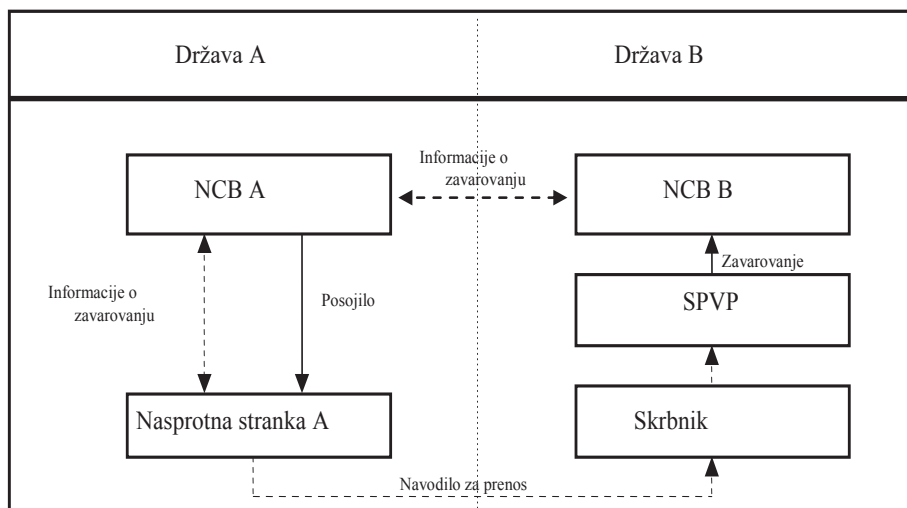 Država A
Država B
Informacije o
zavarovanju
NCB A
NCB B
Zavarovanje
Informacije o
zavarovanju
Posojilo
SPVP
Nasprotna stranka A
Skrbnik
Navodilo za prenos